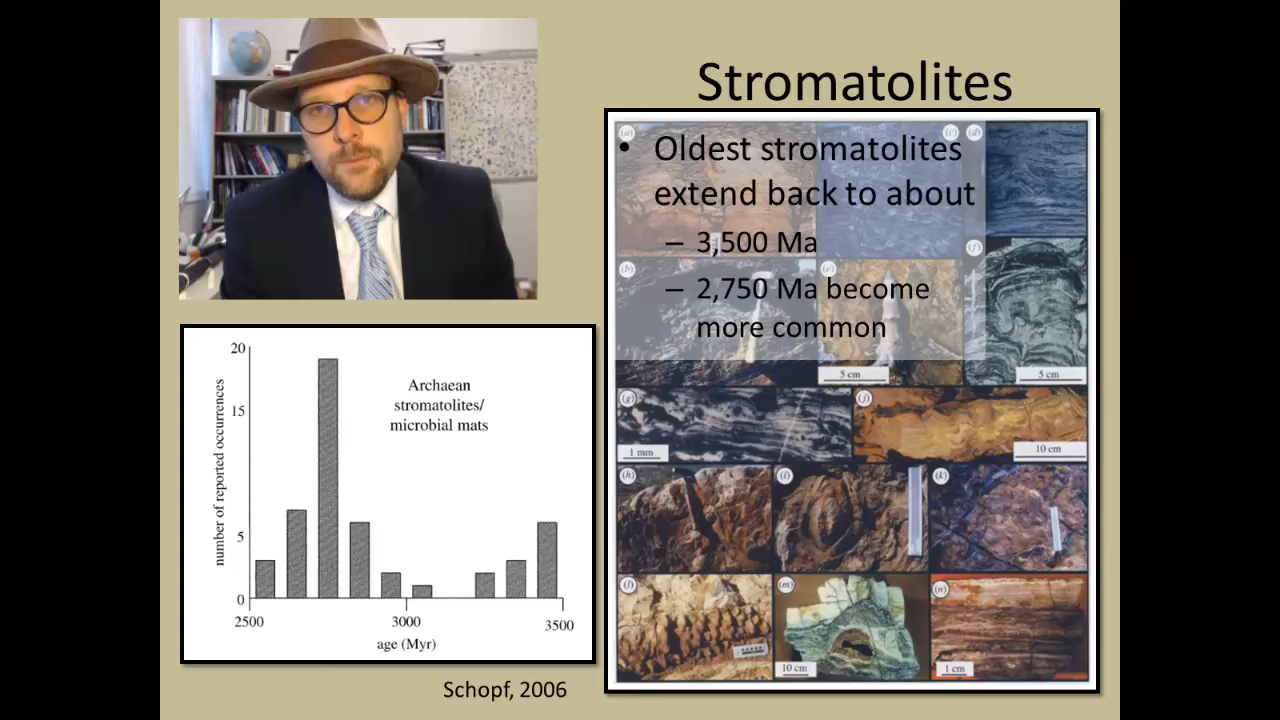 Stromatolites
• Oldest stromatolites
extend back to about
– 3,500 Ma
– 2,750 Ma become
more common
(a)
(c)
(d)
(b)
(e)
(f)
5 cm
5 cm
(g)
(j)
1 mm
10 cm
(h)
(i)
(k)
(l)
(m)
(n)
10 cm
1 cm
20
15
5
0
number of reported occurrences
Archaean
stromatolites/
microbial mats
2500
3000
3500
age (Myr)
Schopf, 2006